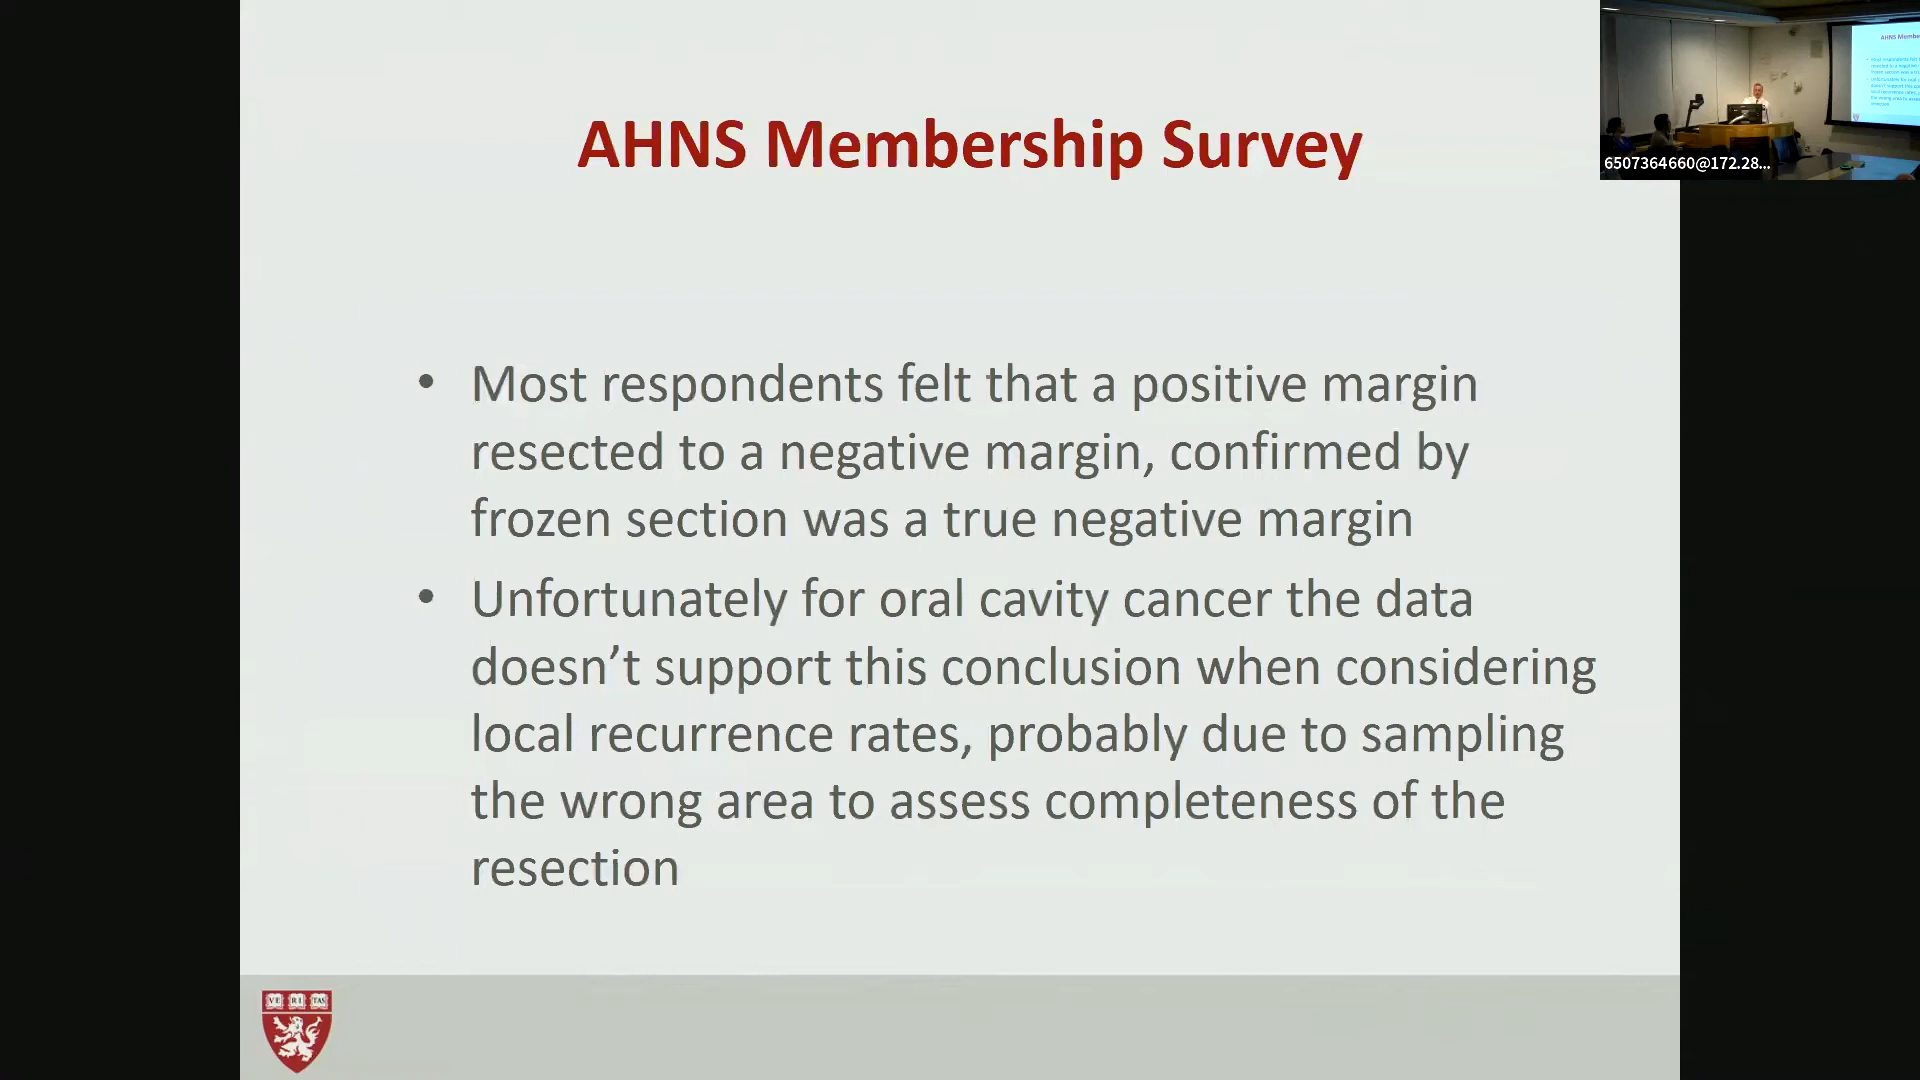 AHNS Membership Survey
6507364660@172.28...
• Most respondents felt that a positive margin
resected to a negative margin, confirmed by
frozen section was a true negative margin
• Unfortunately for oral cavity cancer the data
doesn’t support this conclusion when considering
local recurrence rates, probably due to sampling
the wrong area to assess completeness of the
resection
VE RI TAS